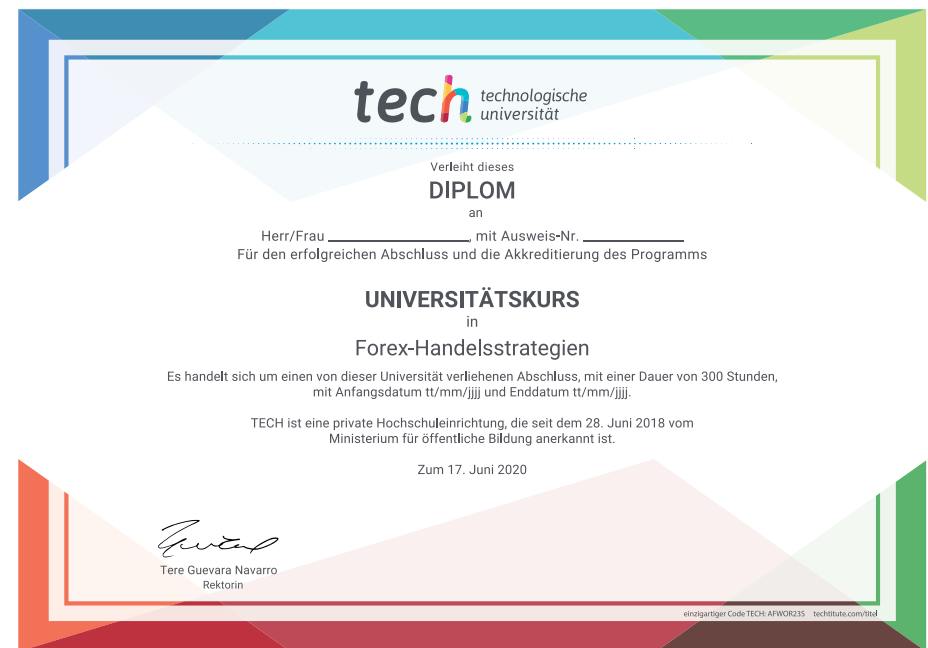 tech technologische
universität
Verleiht dieses
DIPLOM
an
Herr/Frau ____________________, mit Ausweis-Nr. ______________
Für den erfolgreichen Abschluss und die Akkreditierung des Programms
UNIVERSITÄTSKURS
in
Forex-Handelsstrategien
Es handelt sich um einen von dieser Universität verliehenen Abschluss, mit einer Dauer von 300 Stunden,
mit Anfangsdatum tt/mm/jjjj und Enddatum tt/mm/jjjj.
TECH ist eine private Hochschuleinrichtung, die seit dem 28. Juni 2018 vom
Ministerium für öffentliche Bildung anerkannt ist.
Zum 17. Juni 2020
Tere Guevara Navarro
Rektorin
einzigartiger Code TECH: AFWOR23S techtitute.com/titel